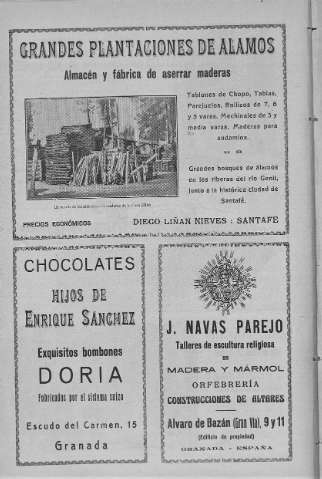 GRANDES PLANTACIONES DE ALAMOS
Almacén y fábrica de aserrar maderas
Tablones de Chopo, Tablas,
Parejuelos, Rollizos de 7, 6
y 5 varas. Mechinales de 3 y
media varas. Maderas para
andamios.
Grandes bosques de Alamos
en las riberas del río Genil,
junto a la histórica ciudad de
Santafé.
PRECIOS ECONÓMICOS
DIEGO LIÑAN NIEVES : SANTAFE
CHOCOLATES
HIJOS DE
ENRIQUE SÁNCHEZ
Exquisitos bombones
DORIA
Fabricados por el sistema suizo
Escudo del Carmen, 15
Granada
J. NAVAS PAREJO
Talleres de escultura religiosa
EN
MADERA Y MÁRMOL
ORFEBRERÍA
CONSTRUCCIONES DE ALTARES
Alvaro de Bazán (Gran Vía), 9 y 11
(Edificio de propiedad)
GRANADA - ESPAÑA